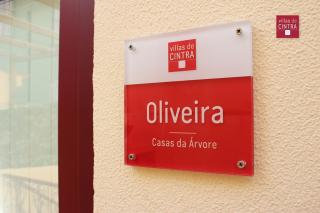 villas de
CINTRA
Oliveira
Casas da Árvore
villas de
CINTRA